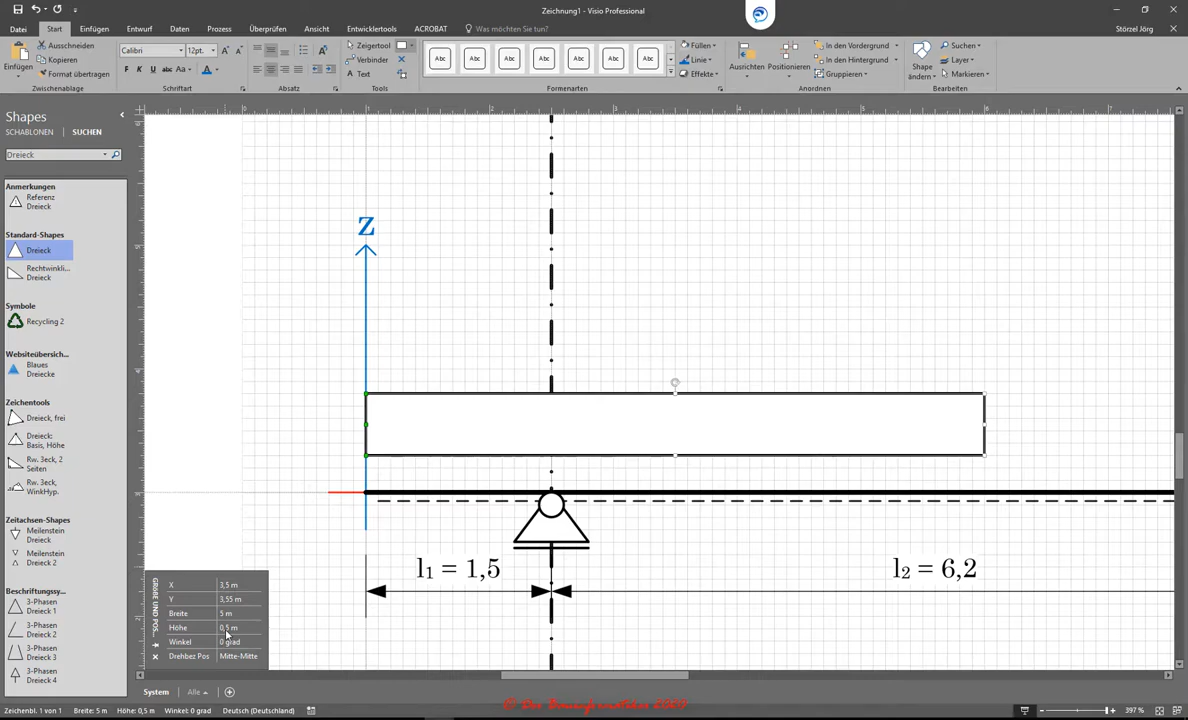 Zeichnung1 - Visio Professional
Datei Start Einfügen Entwurf Daten Prozess Überprüfen Ansicht Entwicklertools ACROBAT Was möchten Sie tun? Störzel Jörg
Einfügen
Ausschneiden
Kopieren
Format übertragen
Zwischenablage
Calibri 12pt.
F K U abc Aa A
Schriftart
Absatz
Zeigertool
Verbinder
Text
Tools
Abc Abc Abc Abc Abc Abc Abc
Formenarten
Füllen
Linie
Effekte
Ausrichten
Positionieren
In den Vordergrund
In den Hintergrund
Gruppieren
Anordnen
Shape
ändern
Suchen
Layer
Markieren
Bearbeiten
Shapes
SCHABLONEN SUCHEN
Dreieck
Anmerkungen
Referenz
Dreieck
Standard-Shapes
Dreieck
Rechtwinkli...
Dreieck
Symbole
Recycling 2
Websiteübersich...
Blaues
Dreiecke
Zeichentools
Dreieck, frei
Dreieck:
Basis, Höhe
Rw. 3eck, 2
Seiten
Rw. 3eck,
WinkHyp.
Zeitachsen-Shapes
Meilenstein
Dreieck
Meilenstein
Dreieck 2
Beschriftungssy...
3-Phasen
Dreieck 1
3-Phasen
Dreieck 2
3-Phasen
Dreieck 3
3-Phasen
Dreieck 4
Z
l1 = 1,5
l2 = 6,2
GRÖßE UND POS...
X 3,5 m
Y 3,55 m
Breite 5 m
Höhe 0,5 m
Winkel 0 grad
Drehbez Pos Mitte-Mitte
System Alle
Zeichenbl. 1 von 1 Breite: 5 m Höhe: 0,5 m Winkel: 0 grad Deutsch (Deutschland) 397 %
© Der Bauinformatiker 2009